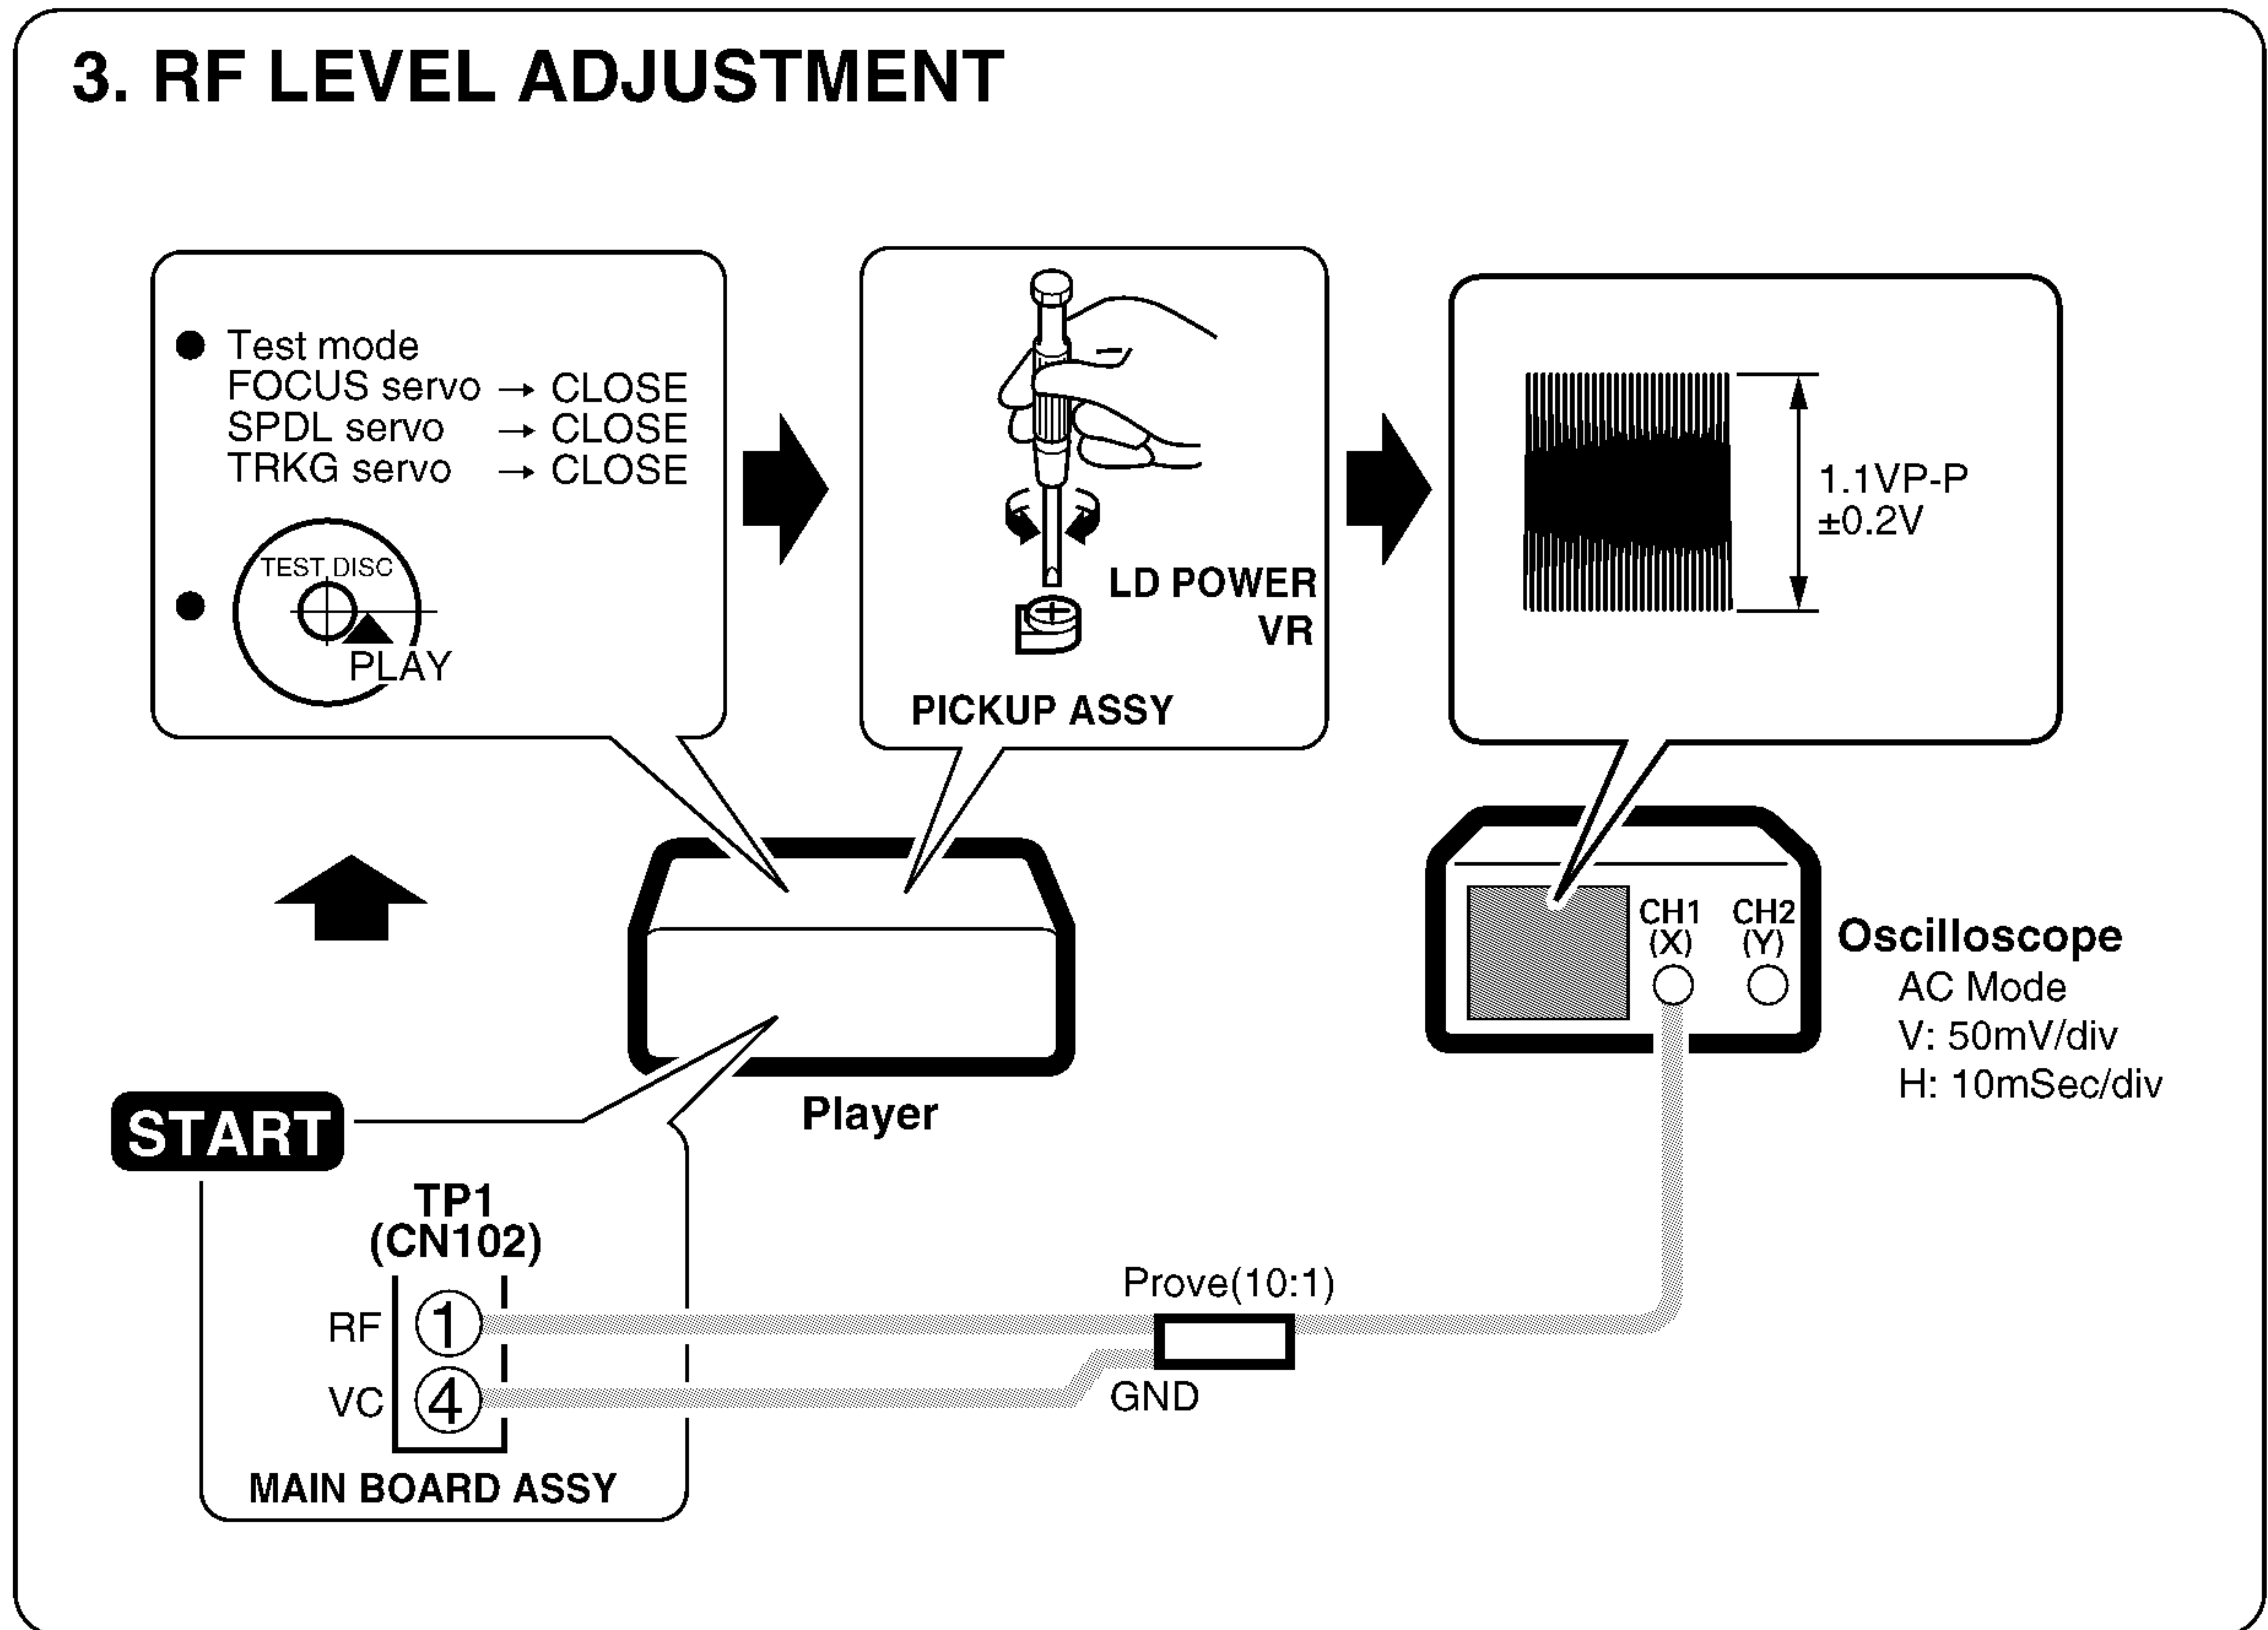 3. RF LEVEL ADJUSTMENT
● Test mode
FOCUS servo → CLOSE
SPDL servo → CLOSE
TRKG servo → CLOSE
●
TEST DISC
PLAY
LD POWER
VR
PICKUP ASSY
1.1VP-P
±0.2V
CH1
(X)
CH2
(Y)
Oscilloscope
AC Mode
V: 50mV/div
H: 10mSec/div
Player
START
TP1
(CN102)
RF 1
VC 4
MAIN BOARD ASSY
Prove(10:1)
GND